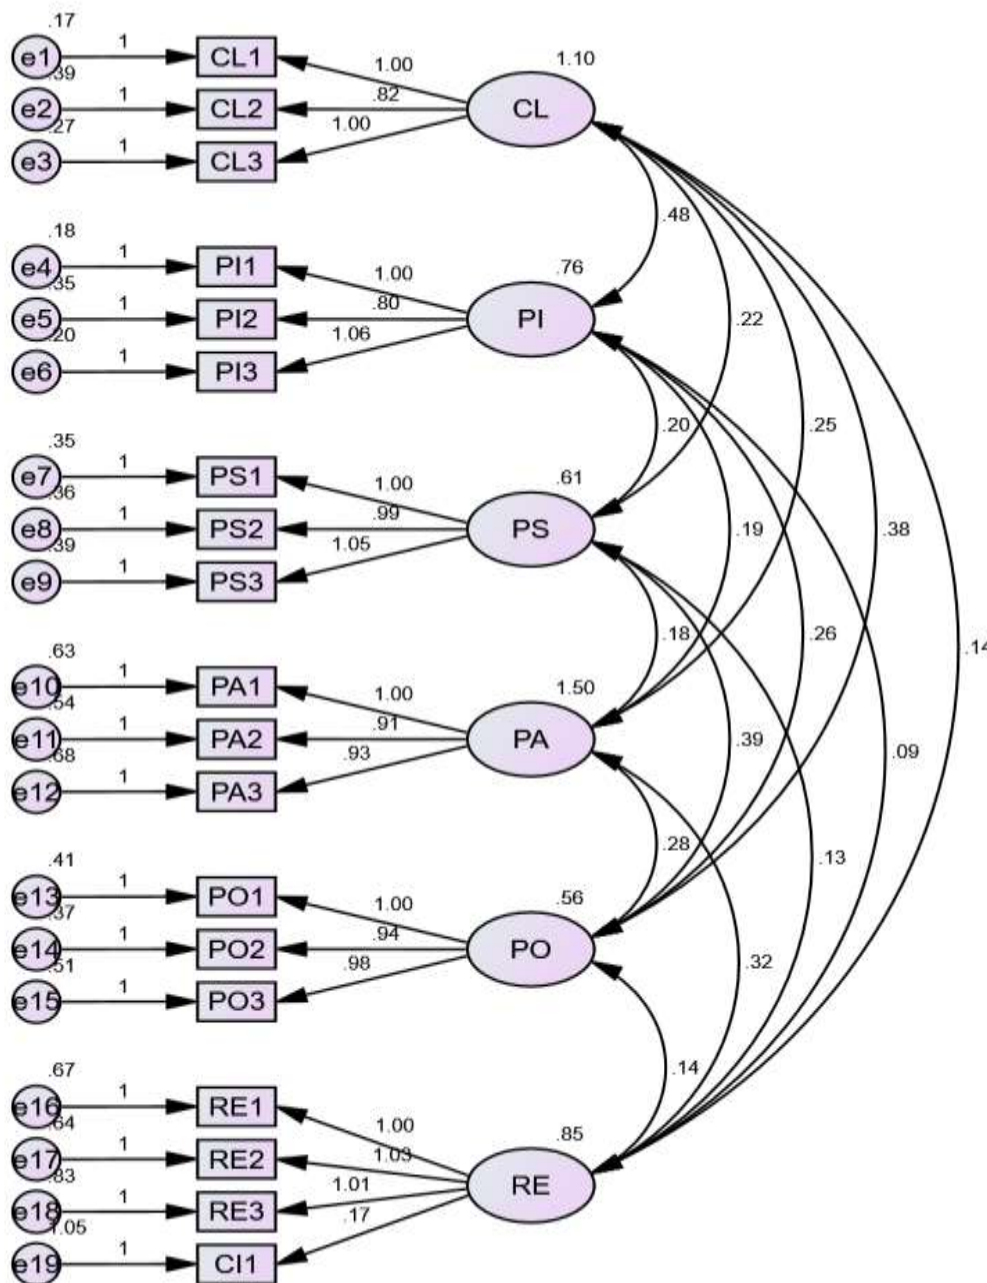 .17
e1 1 CL1 1.00 1.10
.39
e2 1 CL2 .82 CL
.27
e3 1 CL3 1.00
.48
.18
e4 1 PI1 1.00 .76
.35
e5 1 PI2 .80 PI .22
.20
e6 1 PI3 1.06
.20 .25
.35
e7 1 PS1 1.00 .61
.36
e8 1 PS2 .99 PS .19 .38
.39
e9 1 PS3 1.05
.18 .26 .14
.63
e10 1 PA1 1.00 1.50
.54
e11 1 PA2 .91 PA .39 .09
.68
e12 1 PA3 .93
.28 .13
.41
e13 1 PO1 1.00 .56
.37
e14 1 PO2 .94 PO .32
.51
e15 1 PO3 .98
.14
.67
e16 1 RE1 1.00 .85
.64
e17 1 RE2 1.03 RE
.83
e18 1 RE3 1.01
1.05
e19 1 CI1 .17